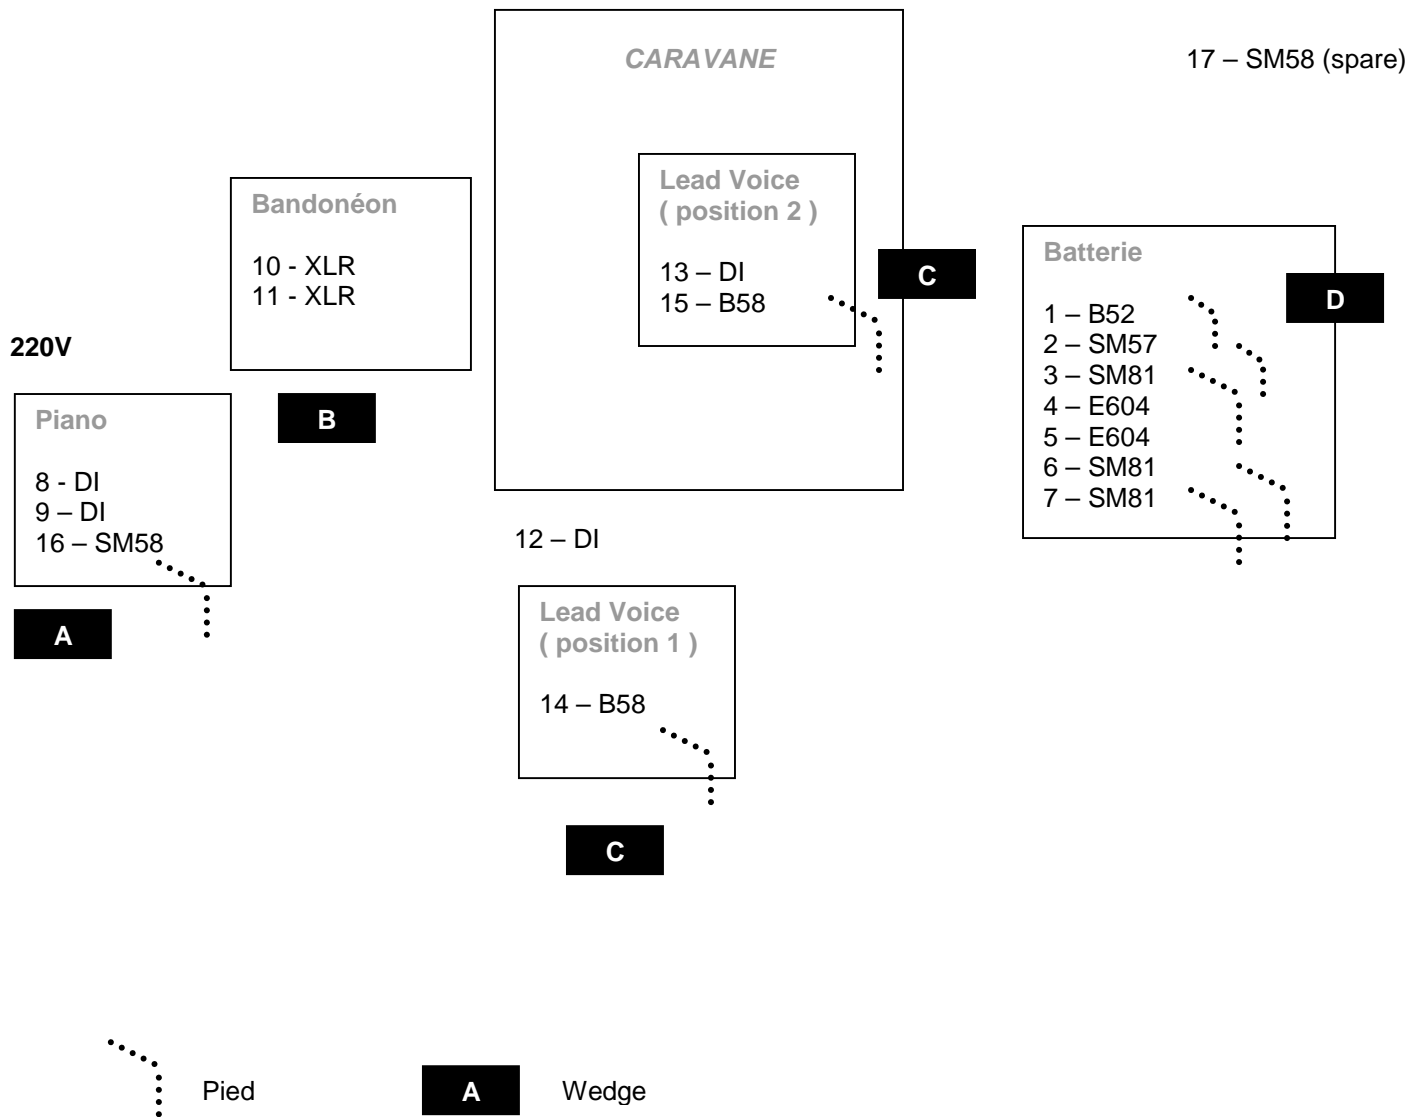 CARAVANE
17 – SM58 (spare)
Lead Voice
( position 2 )
13 – DI
15 – B58
C
Bandonéon
10 - XLR
11 - XLR
B
Batterie
D
1 – B52
2 – SM57
3 – SM81
4 – E604
5 – E604
6 – SM81
7 – SM81
220V
Piano
8 - DI
9 – DI
16 – SM58
A
12 – DI
Lead Voice
( position 1 )
14 – B58
C
Pied
A
Wedge